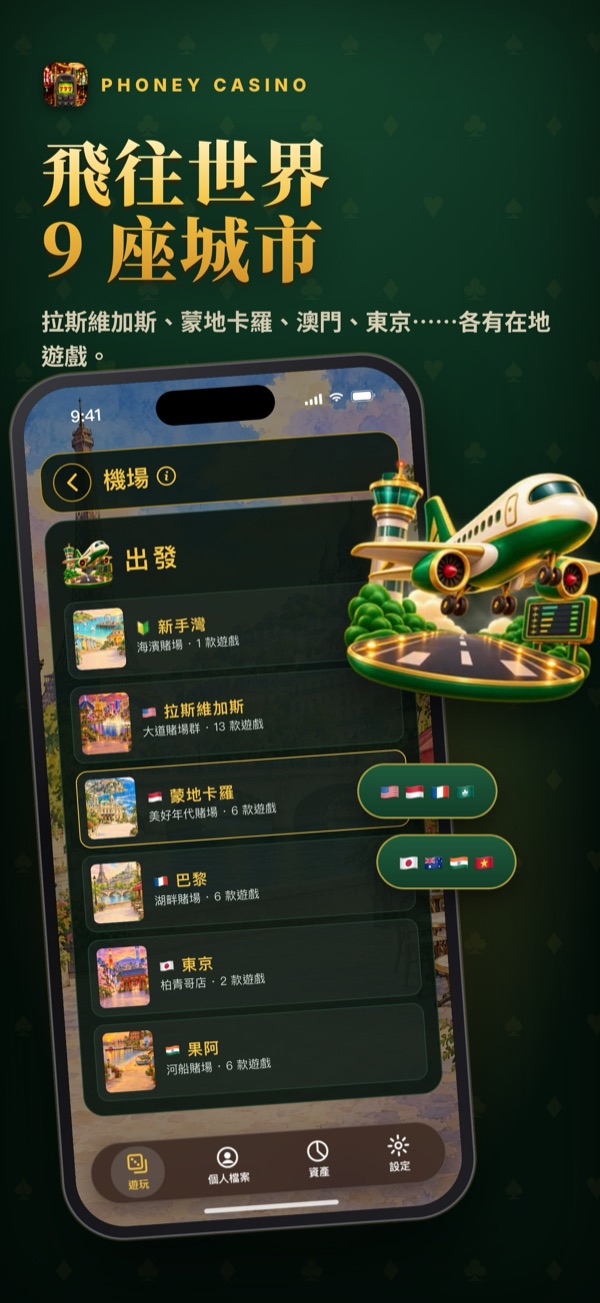 PHONEY CASINO
飛往世界
9 座城市
拉斯維加斯、蒙地卡羅、澳門、東京⋯⋯各有在地
遊戲。
9:41
機場
出發
新手灣
海濱賭場 · 1 款遊戲
拉斯維加斯
大道賭場群 · 13 款遊戲
蒙地卡羅
美好年代賭場 · 6 款遊戲
巴黎
湖畔賭場 · 6 款遊戲
東京
柏青哥店 · 2 款遊戲
果阿
河船賭場 · 6 款遊戲
遊玩
個人檔案
資產
設定